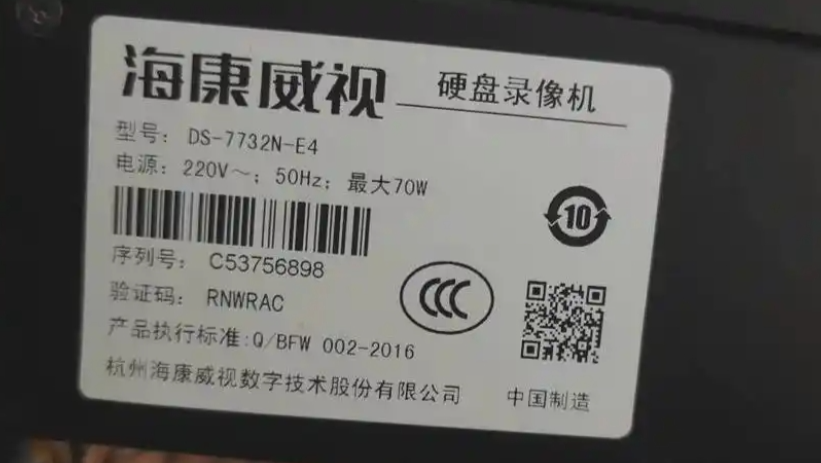 海康威视 硬盘录像机
型号: DS-7732N-E4
电源: 220V～; 50Hz; 最大70W
10
序列号: C53756898
验证码: RNWRAC
CCC
产品执行标准:Q/BFW 002-2016
杭州海康威视数字技术股份有限公司
中国制造